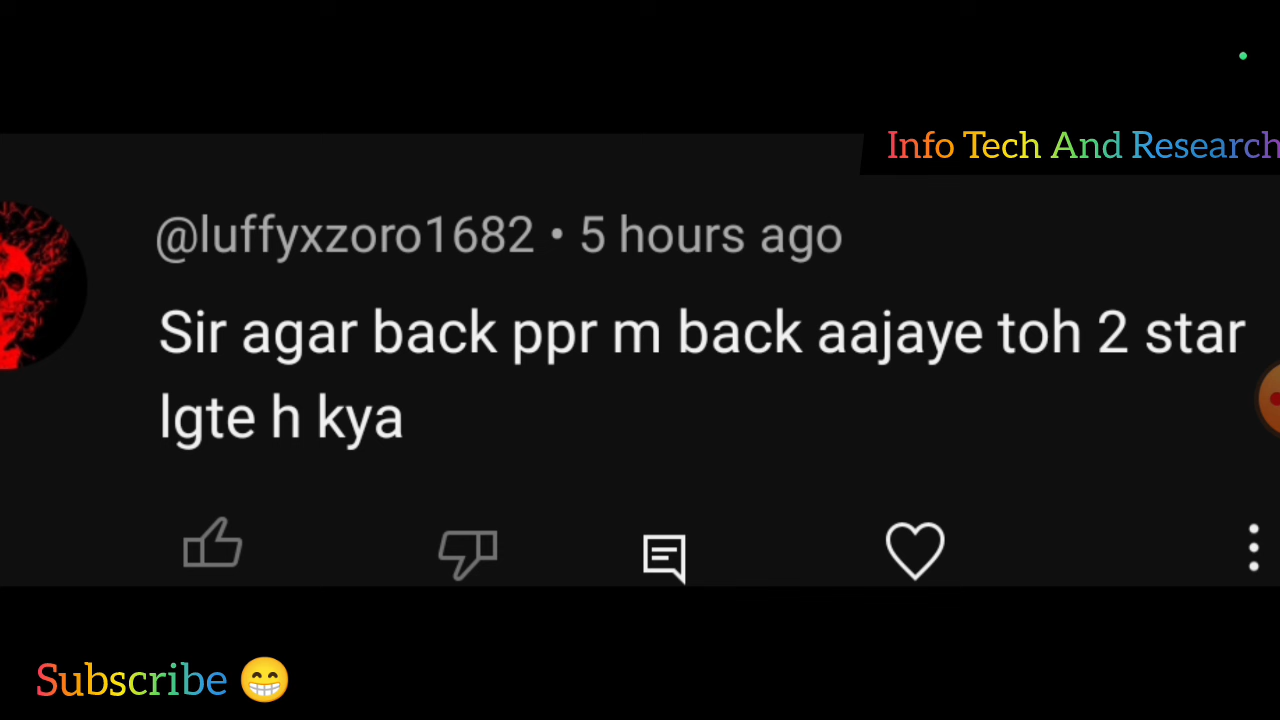 Info Tech And Research
@luffyxzoro1682 • 5 hours ago
Sir agar back ppr m back aajaye toh 2 star
lgte h kya
Subscribe 😁